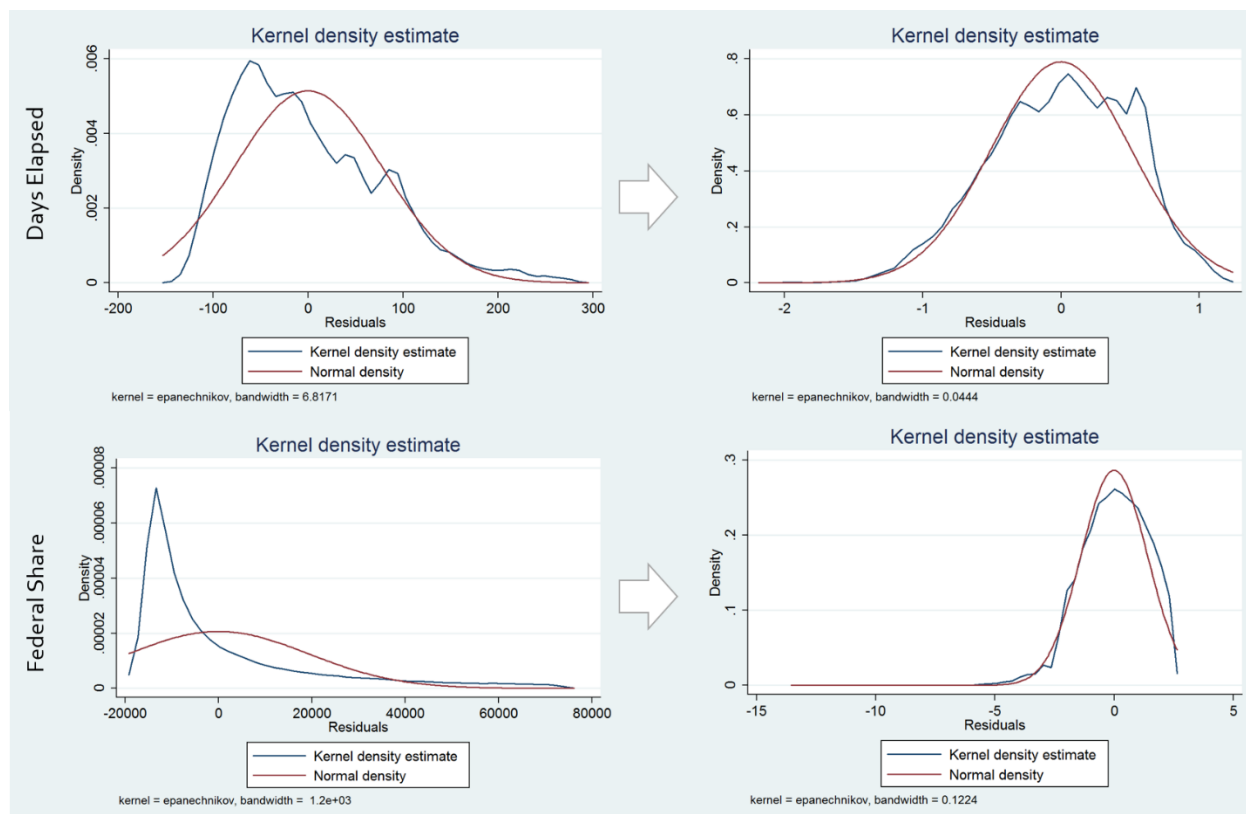 Days Elapsed
Kernel density estimate
Density
0
.002
.004
.006
-200
-100
0
100
200
300
Residuals
Kernel density estimate
Normal density
kernel = epanechnikov, bandwidth = 6.8171
Kernel density estimate
Density
0
.2
.4
.6
.8
-2
-1
0
1
Residuals
Kernel density estimate
Normal density
kernel = epanechnikov, bandwidth = 0.0444
Federal Share
Kernel density estimate
Density
0
.00002
.00004
.00006
.00008
-20000
0
20000
40000
60000
80000
Residuals
Kernel density estimate
Normal density
kernel = epanechnikov, bandwidth = 1.2e+03
Kernel density estimate
Density
0
.1
.2
.3
-15
-10
-5
0
5
Residuals
Kernel density estimate
Normal density
kernel = epanechnikov, bandwidth = 0.1224